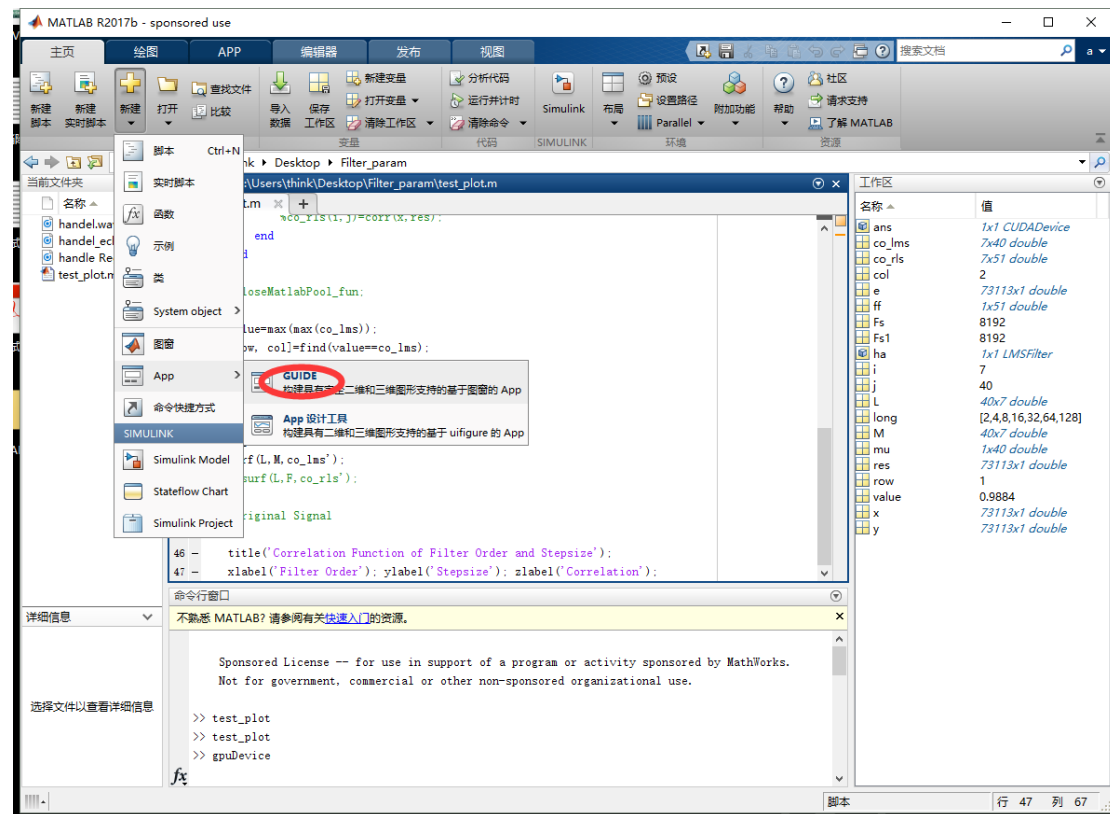 MATLAB R2017b - sponsored use
主页 绘图 APP 编辑器 发布 视图 搜索文档 a
新建脚本 新建实时脚本 新建 打开 查找文件 比较 导入数据 保存工作区 新建变量 打开变量 清除工作区 分析代码 运行并计时 清除命令 Simulink 布局 预设 设置路径 Parallel 附加功能 帮助 社区 请求支持 了解 MATLAB
变量 代码 SIMULINK 环境 资源
nk ▸ Desktop ▸ Filter_param
当前文件夹
名称
handel.wa
handel_ecl
handle Re
test_plot.m
脚本 Ctrl+N
实时脚本
函数
示例
类
System object
图窗
App
命令快捷方式
SIMULINK
Simulink Model
Stateflow Chart
Simulink Project
GUIDE
构建具有完全二维和三维图形支持的基于图窗的 App
App 设计工具
构建具有二维和三维图形支持的基于 uifigure 的 App
:\Users\think\Desktop\Filter_param\test_plot.m
t.m
%co_rls(i,j)=corr(x,res);
end
loseMatlabPool_fun;
lue=max(max(co_lms));
ow, col]=find(value==co_lms);
rf(L,M,co_lms');
surf(L,F,co_rls');
riginal Signal
46 – title('Correlation Function of Filter Order and Stepsize');
47 – xlabel('Filter Order'); ylabel('Stepsize'); zlabel('Correlation');
命令行窗口
不熟悉 MATLAB? 请参阅有关快速入门的资源。
Sponsored License -- for use in support of a program or activity sponsored by MathWorks.
Not for government, commercial or other non-sponsored organizational use.
>> test_plot
>> test_plot
>> gpuDevice
fx
详细信息
选择文件以查看详细信息
工作区
名称 值
ans 1x1 CUDADevice
co_lms 7x40 double
co_rls 7x51 double
col 2
e 73113x1 double
ff 1x51 double
Fs 8192
Fs1 8192
ha 1x1 LMSFilter
i 7
j 40
L 40x7 double
long [2,4,8,16,32,64,128]
M 40x7 double
mu 1x40 double
res 73113x1 double
row 1
value 0.9884
x 73113x1 double
y 73113x1 double
脚本 行 47 列 67